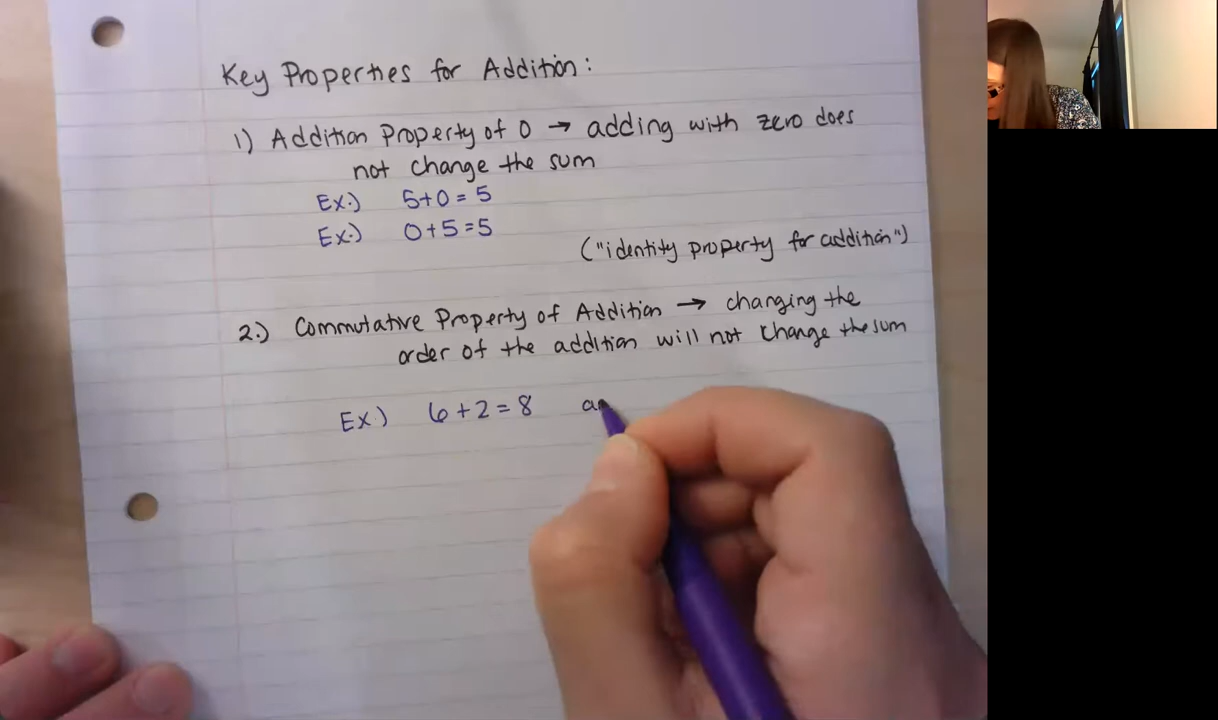 Key Properties for Addition:
1) Addition Property of 0 → adding with zero does
not change the sum
Ex.) 5+0=5
Ex.) 0+5=5
("identity property for addition")
2.) Commutative Property of Addition → changing the
order of the addition will not change the sum
Ex.) 6+2=8